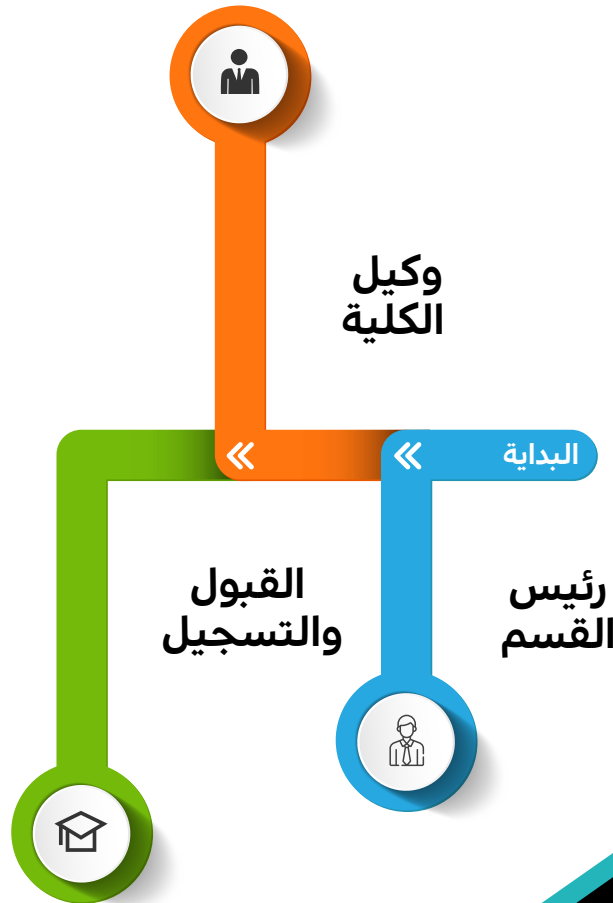 وكيل
الكلية
البداية
رئيس
القسم
القبول
والتسجيل